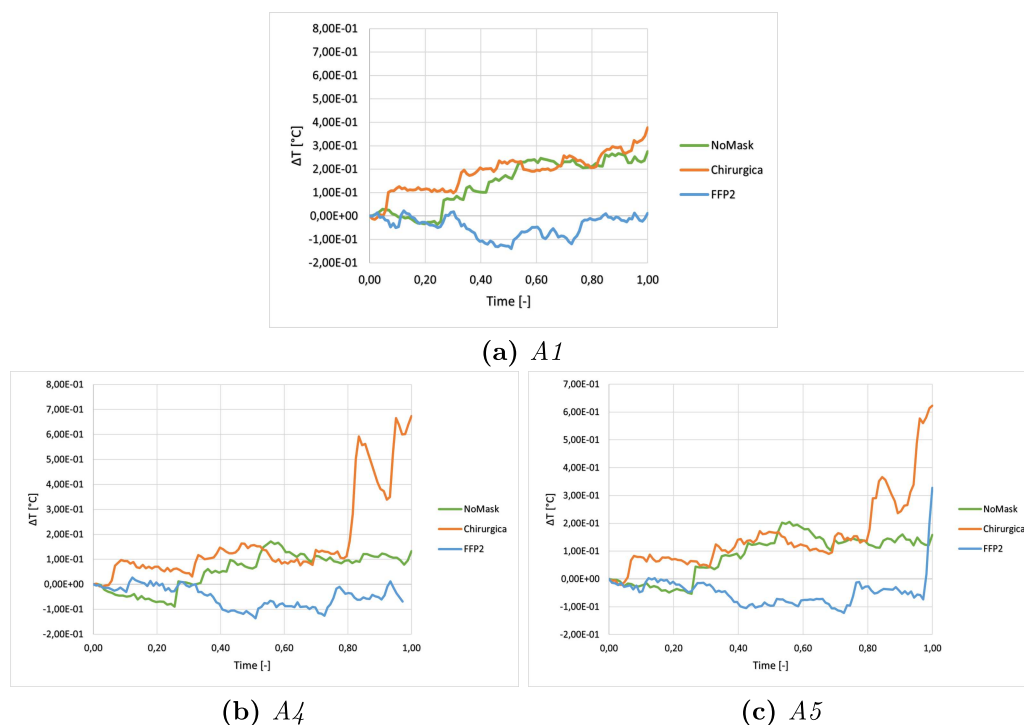 8,00E-01
7,00E-01
6,00E-01
5,00E-01
4,00E-01
3,00E-01
2,00E-01
1,00E-01
0,00E+00
-1,00E-01
-2,00E-01
ΔT [°C]
0,00 0,20 0,40 0,60 0,80 1,00
Time [-]
NoMask
Chirurgica
FFP2
(a) A1
8,00E-01
7,00E-01
6,00E-01
5,00E-01
4,00E-01
3,00E-01
2,00E-01
1,00E-01
0,00E+00
-1,00E-01
-2,00E-01
ΔT [°C]
0,00 0,20 0,40 0,60 0,80 1,00
Time [-]
NoMask
Chirurgica
FFP2
(b) A4
7,00E-01
6,00E-01
5,00E-01
4,00E-01
3,00E-01
2,00E-01
1,00E-01
0,00E+00
-1,00E-01
-2,00E-01
ΔT [°C]
0,00 0,20 0,40 0,60 0,80 1,00
Time [-]
NoMask
Chirurgica
FFP2
(c) A5